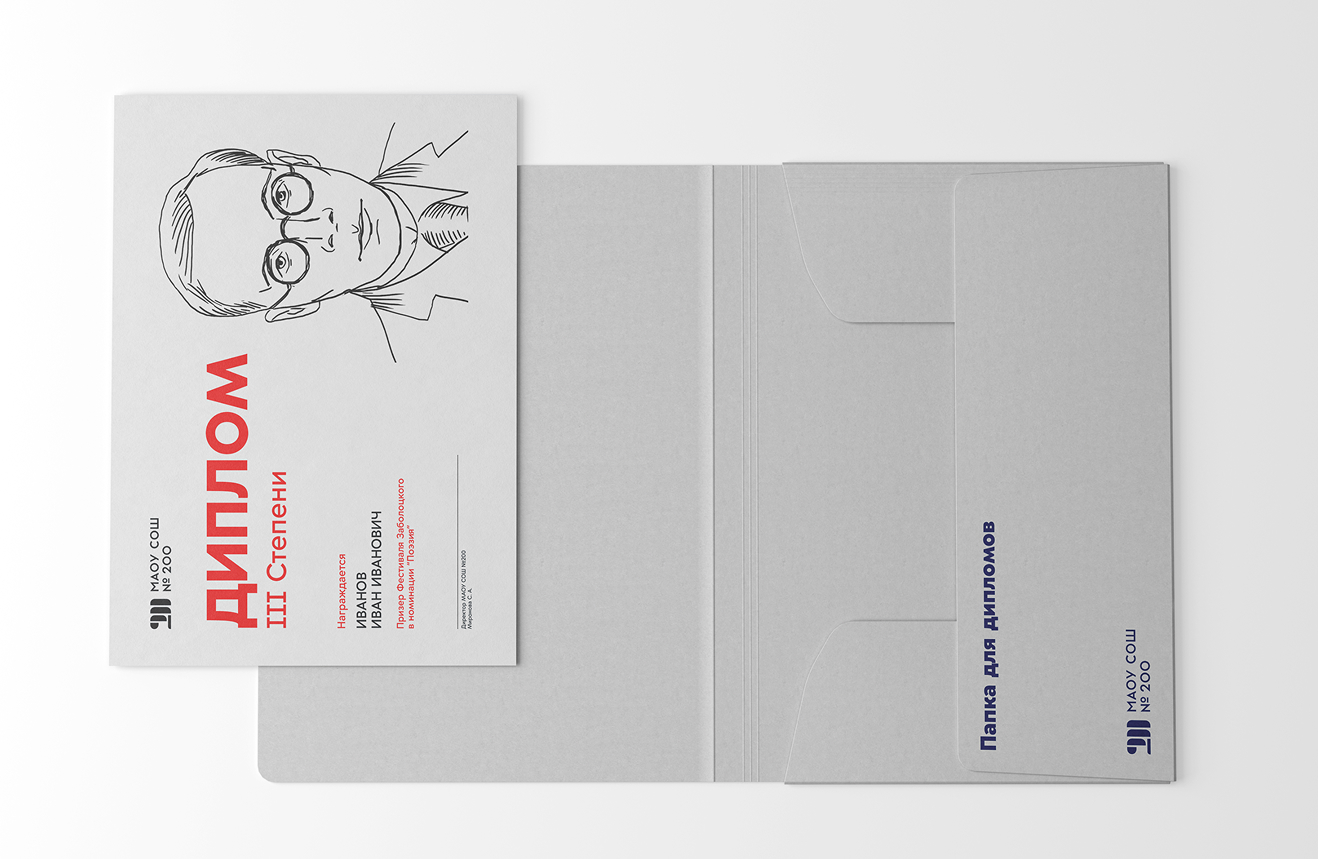 МАОУ СОШ
№ 200
ДИПЛОМ
III Степени
Награждается
ИВАНОВ
ИВАН ИВАНОВИЧ
Призер Фестиваля Заболоцкого
в номинации "Поэзия"
Директор МАОУ СОШ №200
Миронова С. А.
Папка для дипломов
МАОУ СОШ
№ 200